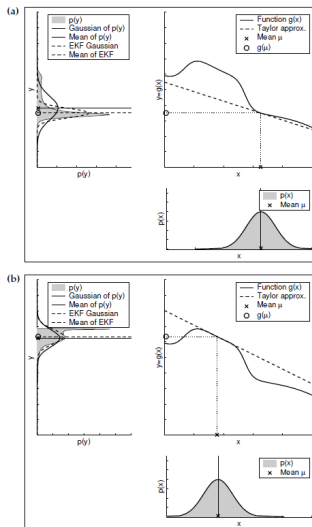 (a)
p(y)
Gaussian of p(y)
Mean of p(y)
EKF Gaussian
Mean of EKF
y
p(y)
Function g(x)
Taylor approx.
Mean μ
g(μ)
y=g(x)
x
p(x)
Mean μ
p(x)
x
(b)
p(y)
Gaussian of p(y)
Mean of p(y)
EKF Gaussian
Mean of EKF
y
p(y)
Function g(x)
Taylor approx.
Mean μ
g(μ)
y=g(x)
x
p(x)
Mean μ
p(x)
x